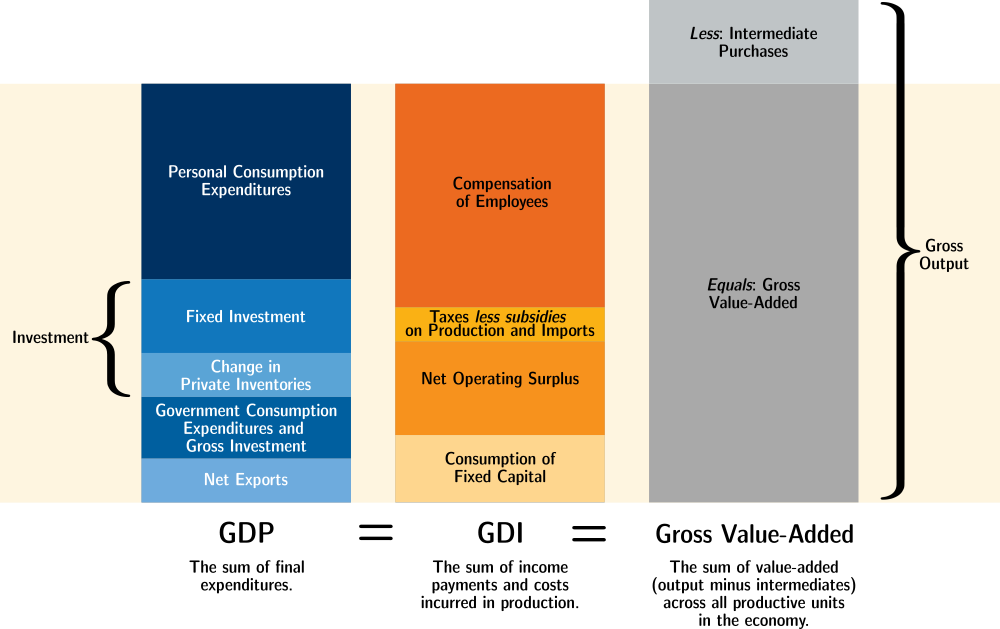 Less: Intermediate
Purchases
Personal Consumption
Expenditures
Compensation
of Employees
Equals: Gross
Value-Added
Gross
Output
Investment
Fixed Investment
Change in
Private Inventories
Government Consumption
Expenditures and
Gross Investment
Net Exports
Taxes less subsidies
on Production and Imports
Net Operating Surplus
Consumption of
Fixed Capital
GDP = GDI = Gross Value-Added
The sum of final
expenditures.
The sum of income
payments and costs
incurred in production.
The sum of value-added
(output minus intermediates)
across all productive units
in the economy.